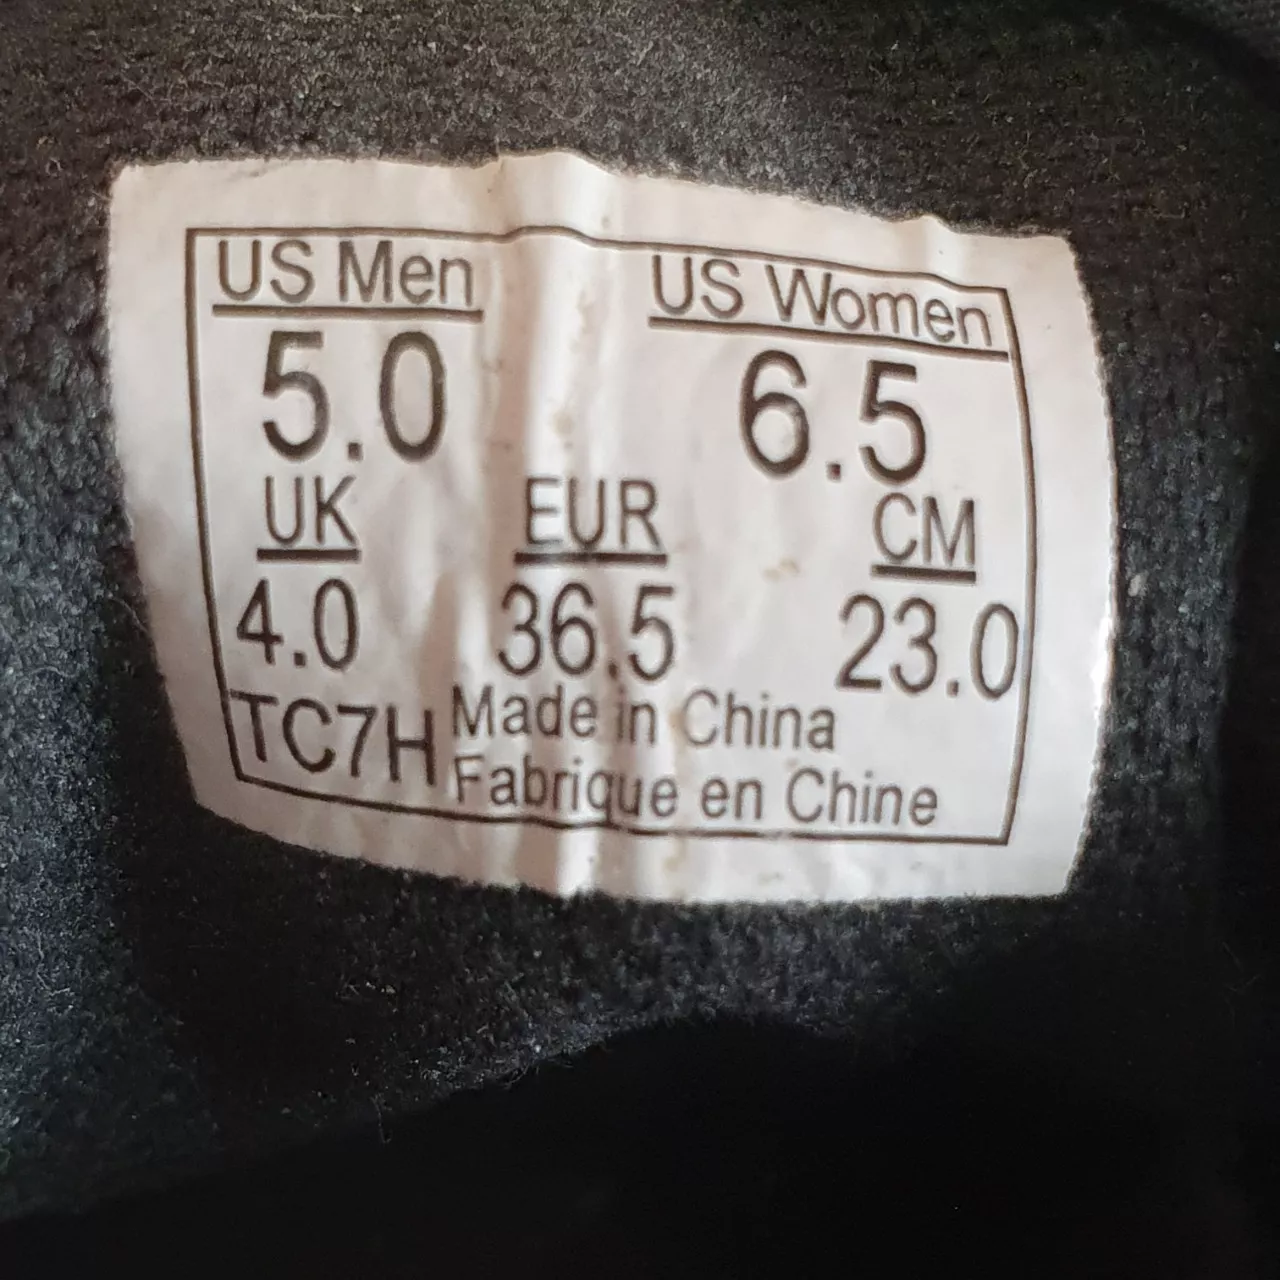 US Men US Women
5.0 6.5
UK EUR CM
4.0 36.5 23.0
TC7H Made in China
Fabrique en Chine